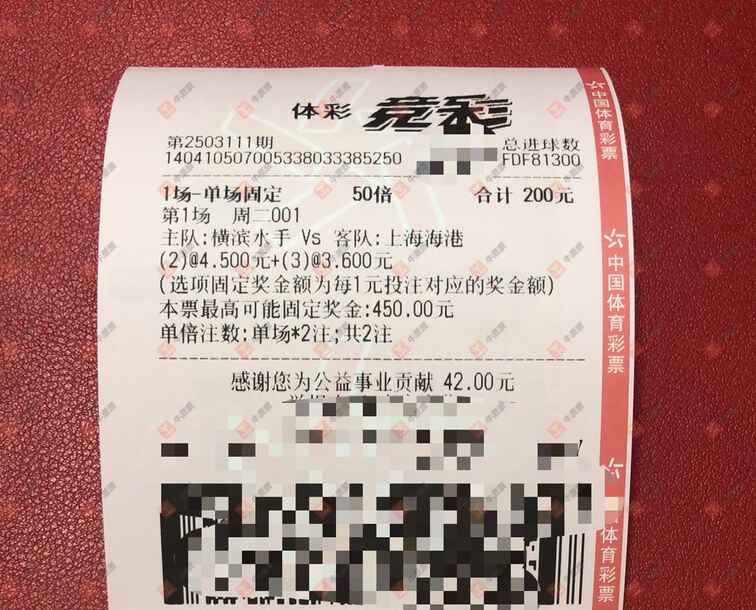 体彩 竞彩
第2503111期 总进球数
140410507005338033385250 FDF81300
1场-单场固定 50倍 合计 200元
第1场 周二001
主队:横滨水手 Vs 客队:上海海港
(2)@4.500元+(3)@3.600元
(选项固定奖金额为每1元投注对应的奖金额)
本票最高可能固定奖金:450.00元
单倍注数:单场*2注;共2注
感谢您为公益事业贡献 42.00元
中国体育彩票
中国体育彩票
体育彩票